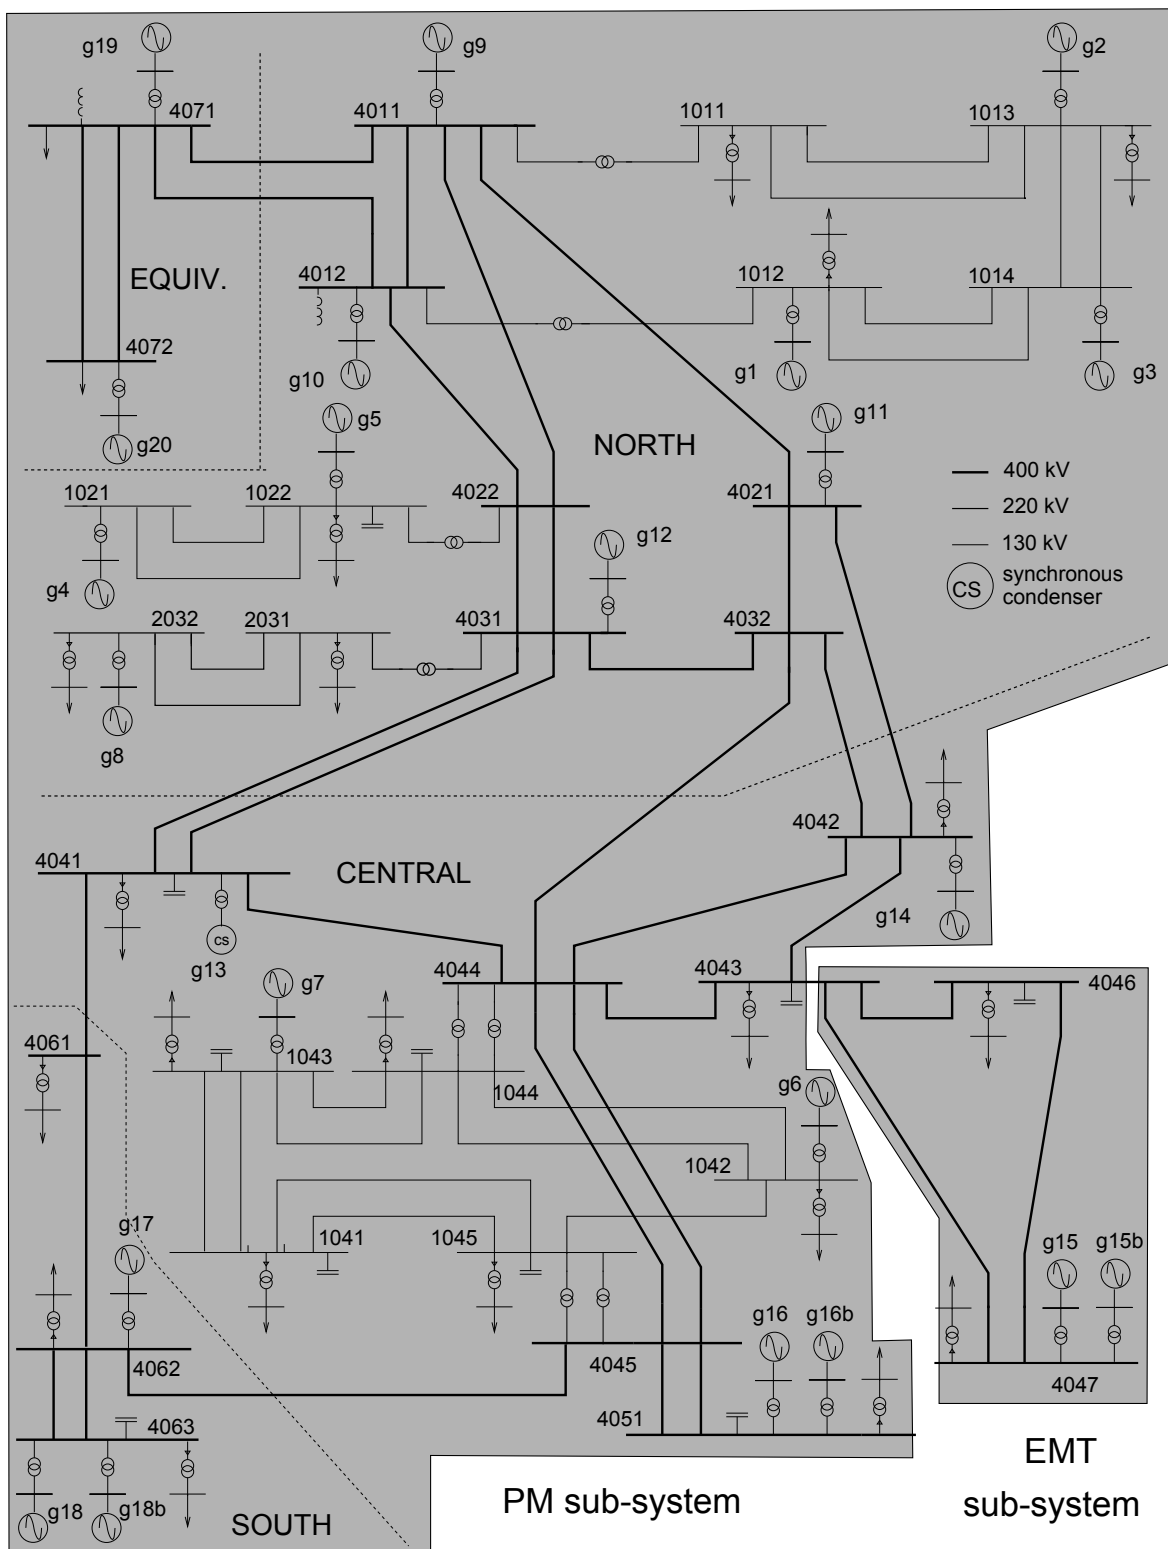 g19
g9
g2
4071
4011
1011
1013
EQUIV.
4012
1012
1014
4072
g10
g1
g3
g20
g5
g11
NORTH
400 kV
1021
1022
4022
4021
220 kV
g12
130 kV
g4
CS
synchronous
condenser
2032
2031
4031
4032
g8
4042
4041
CENTRAL
g14
cs
g13
g7
4044
4043
4046
4061
1043
1044
g6
1042
g17
1041
1045
g15
g15b
g16
g16b
4062
4045
4047
4051
4063
EMT
g18
g18b
SOUTH
PM sub-system
sub-system